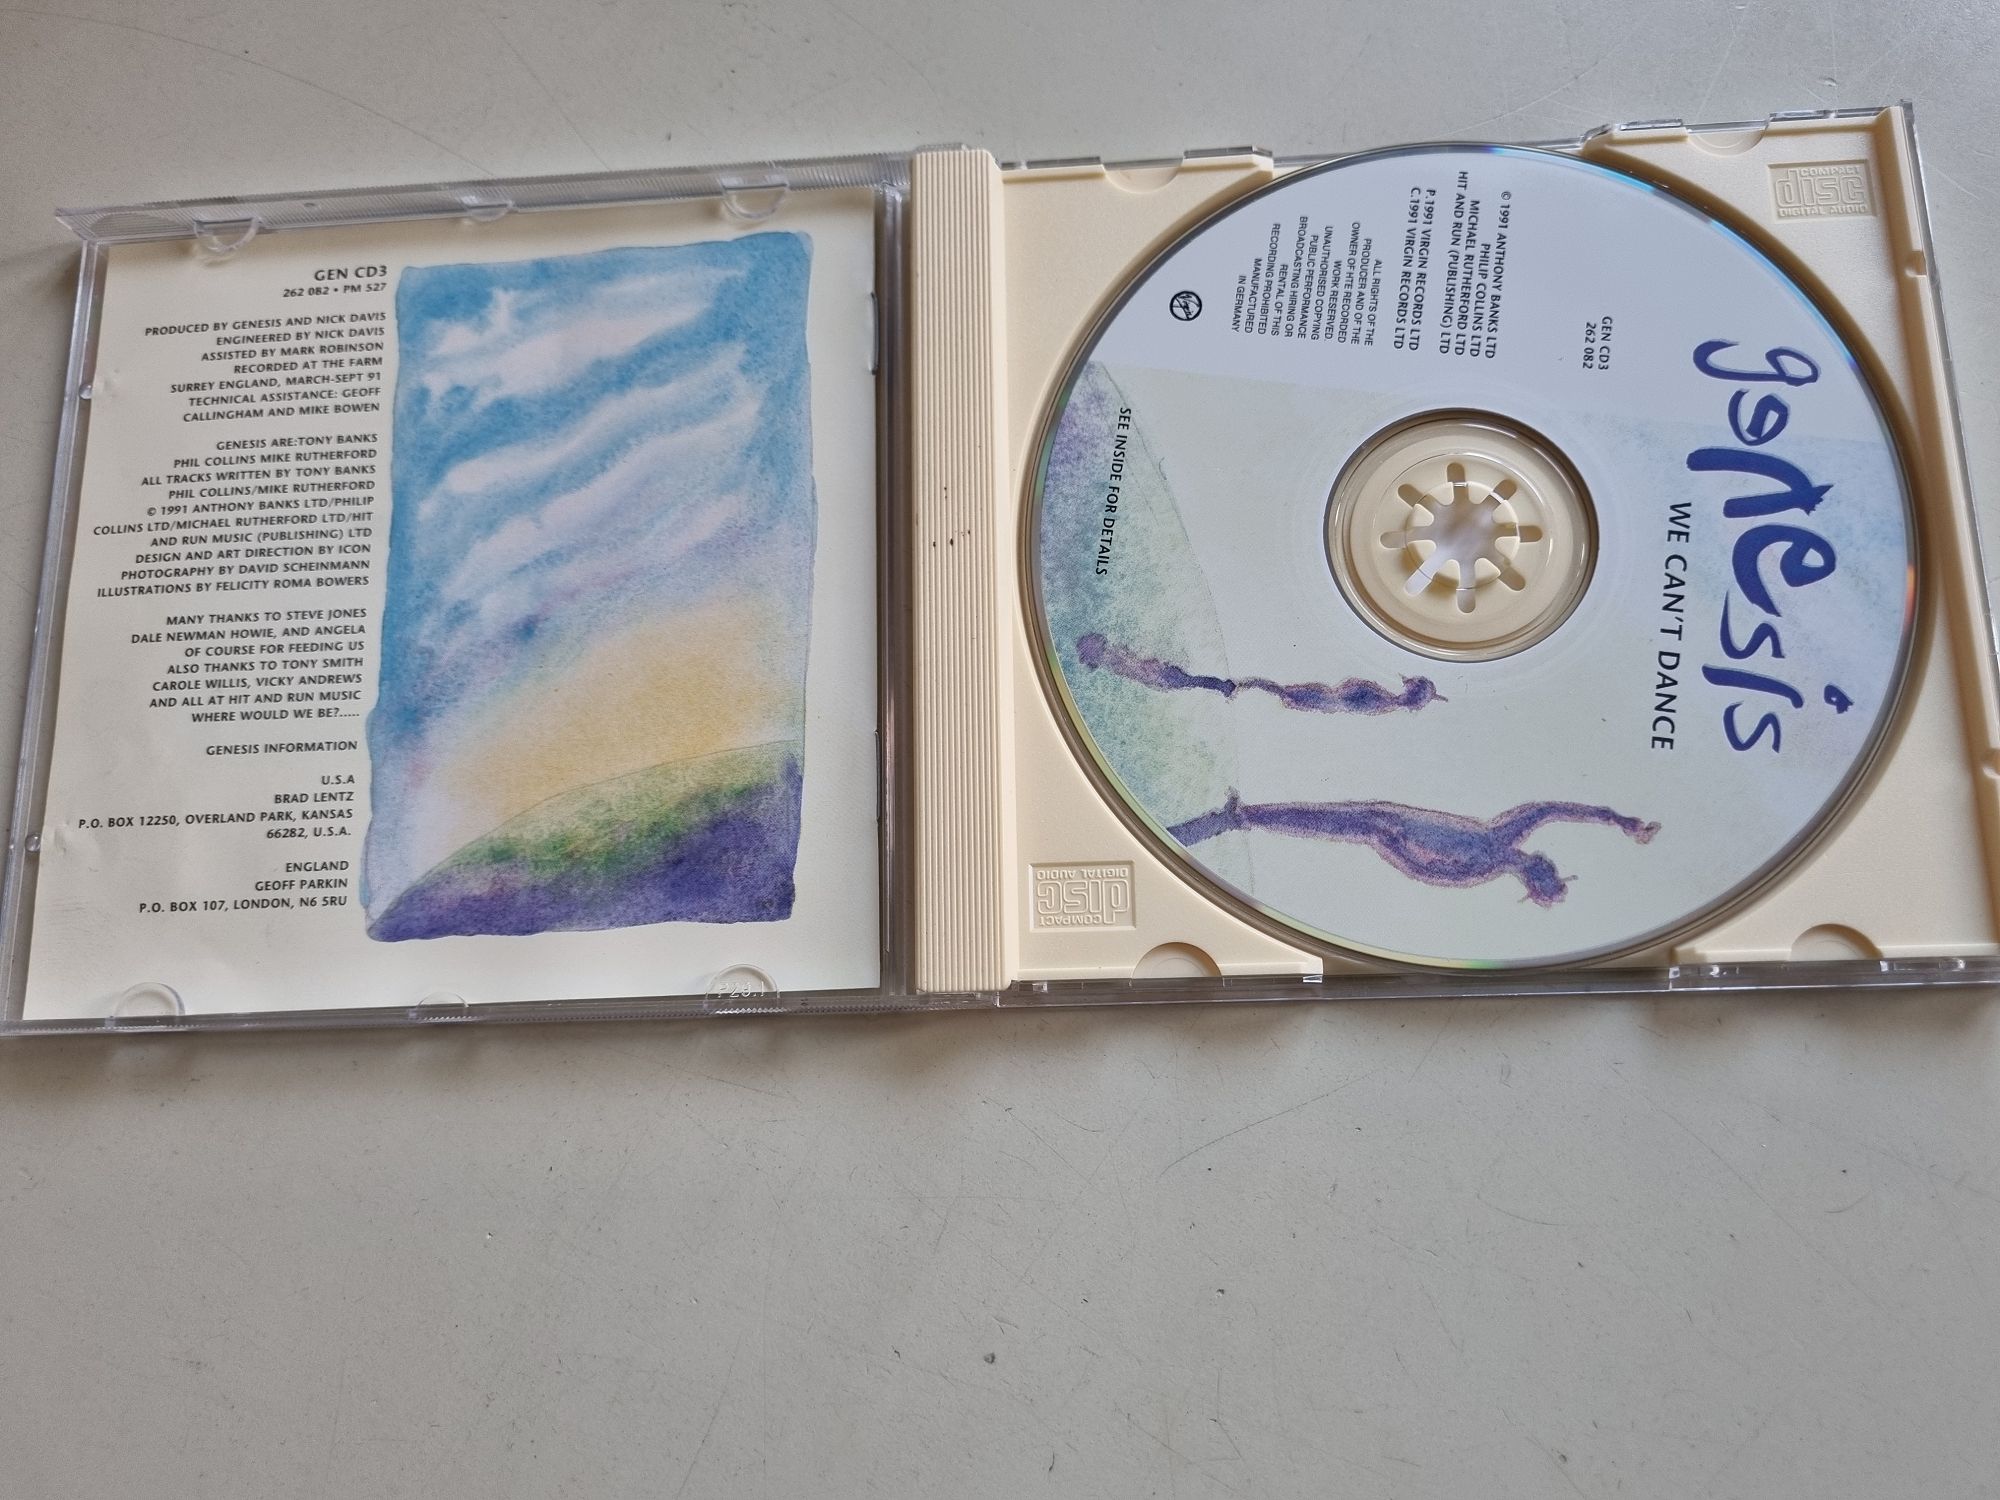 GEN CD3
262 082 • PM 527
PRODUCED BY GENESIS AND NICK DAVIS
ENGINEERED BY NICK DAVIS
ASSISTED BY MARK ROBINSON
RECORDED AT THE FARM
SURREY ENGLAND, MARCH-SEPT 91
TECHNICAL ASSISTANCE: GEOFF
CALLINGHAM AND MIKE BOWEN
GENESIS ARE:TONY BANKS
PHIL COLLINS MIKE RUTHERFORD
ALL TRACKS WRITTEN BY TONY BANKS
PHIL COLLINS/MIKE RUTHERFORD
© 1991 ANTHONY BANKS LTD/PHILIP
COLLINS LTD/MICHAEL RUTHERFORD LTD/HIT
AND RUN MUSIC (PUBLISHING) LTD
DESIGN AND ART DIRECTION BY ICON
PHOTOGRAPHY BY DAVID SCHEINMANN
ILLUSTRATIONS BY FELICITY ROMA BOWERS
MANY THANKS TO STEVE JONES
DALE NEWMAN HOWIE, AND ANGELA
OF COURSE FOR FEEDING US
ALSO THANKS TO TONY SMITH
CAROLE WILLIS, VICKY ANDREWS
AND ALL AT HIT AND RUN MUSIC
WHERE WOULD WE BE?.....
GENESIS INFORMATION
U.S.A
BRAD LENTZ
P.O. BOX 12250, OVERLAND PARK, KANSAS
66282, U.S.A.
ENGLAND
GEOFF PARKIN
P.O. BOX 107, LONDON, N6 5RU
genesis
WE CAN'T DANCE
GEN CD3
262 082
© 1991 ANTHONY BANKS LTD
PHILIP COLLINS LTD
MICHAEL RUTHERFORD LTD
HIT AND RUN (PUBLISHING) LTD
P.1991 VIRGIN RECORDS LTD
C.1991 VIRGIN RECORDS LTD
ALL RIGHTS OF THE
PRODUCER AND OF THE
OWNER OF HTE RECORDED
WORK RESERVED.
UNAUTHORISED COPYING
PUBLIC PERFORMANCE
BROADCASTING HIRING OR
RENTAL OF THIS
RECORDING PROHIBITED
MANUFACTURED
IN GERMANY
Virgin
SEE INSIDE FOR DETAILS
COMPACT
disc
DIGITAL AUDIO
COMPACT
disc
DIGITAL AUDIO